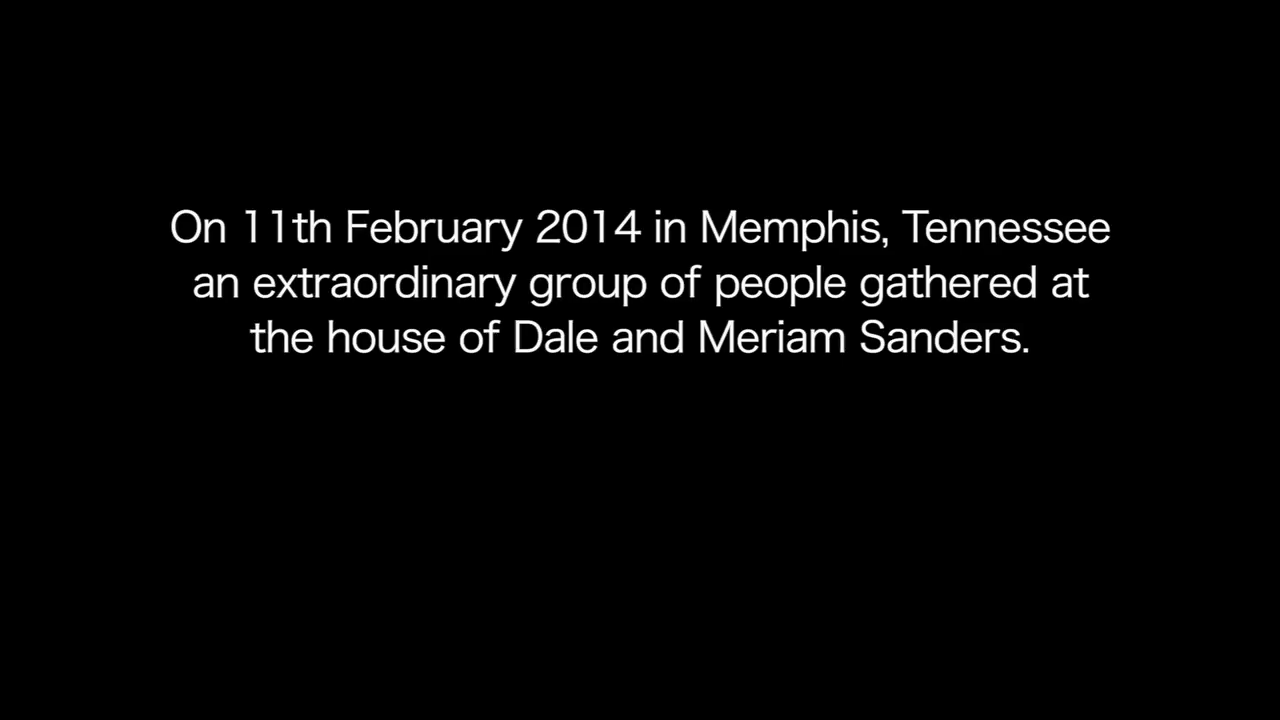 On 11th February 2014 in Memphis, Tennessee
an extraordinary group of people gathered at
the house of Dale and Meriam Sanders.